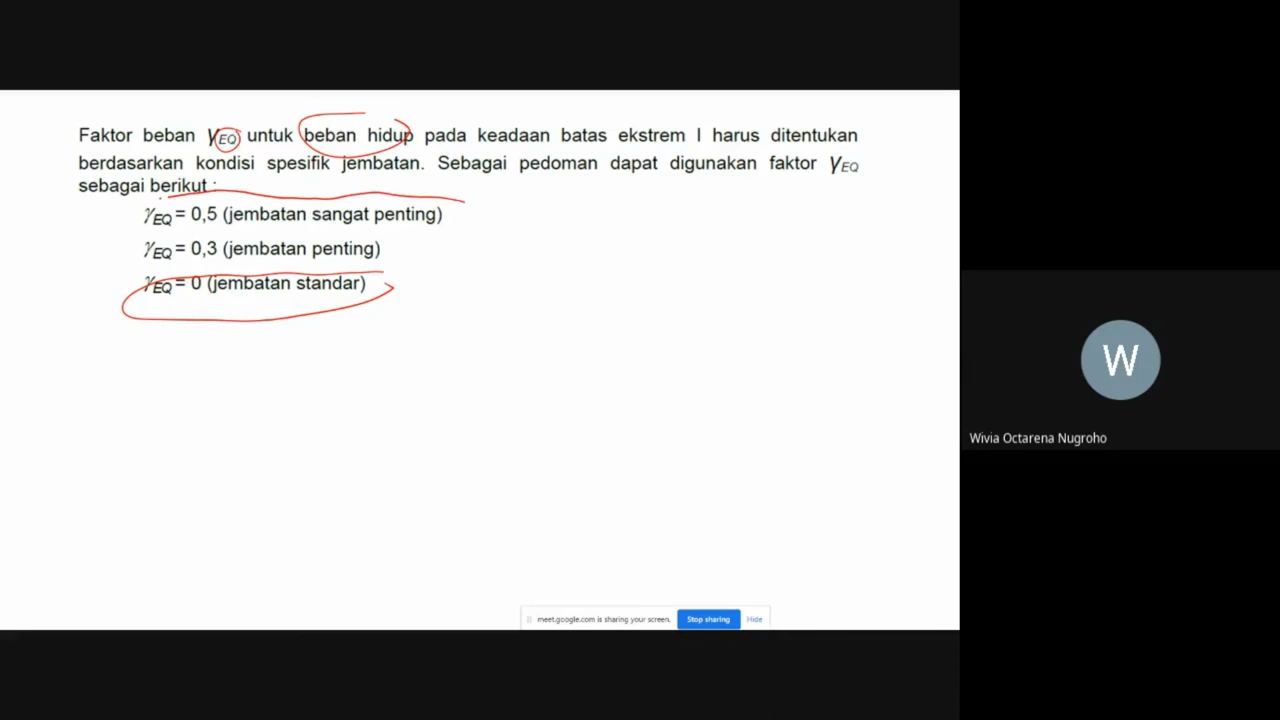 Faktor beban γEQ untuk beban hidup pada keadaan batas ekstrem I harus ditentukan
berdasarkan kondisi spesifik jembatan. Sebagai pedoman dapat digunakan faktor γEQ
sebagai berikut :
γEQ = 0,5 (jembatan sangat penting)
γEQ = 0,3 (jembatan penting)
γEQ = 0 (jembatan standar)
W
Wivia Octarena Nugroho
meet.google.com is sharing your screen.
Stop sharing
Hide